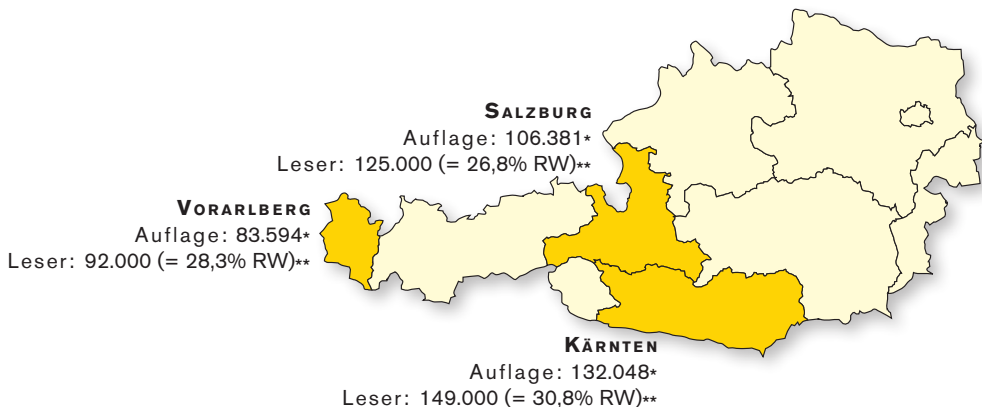 SALZBURG
Auflage: 106.381*
Leser: 125.000 (= 26,8% RW)**
VORARLBERG
Auflage: 83.594*
Leser: 92.000 (= 28,3% RW)**
KÄRNTEN
Auflage: 132.048*
Leser: 149.000 (= 30,8% RW)**